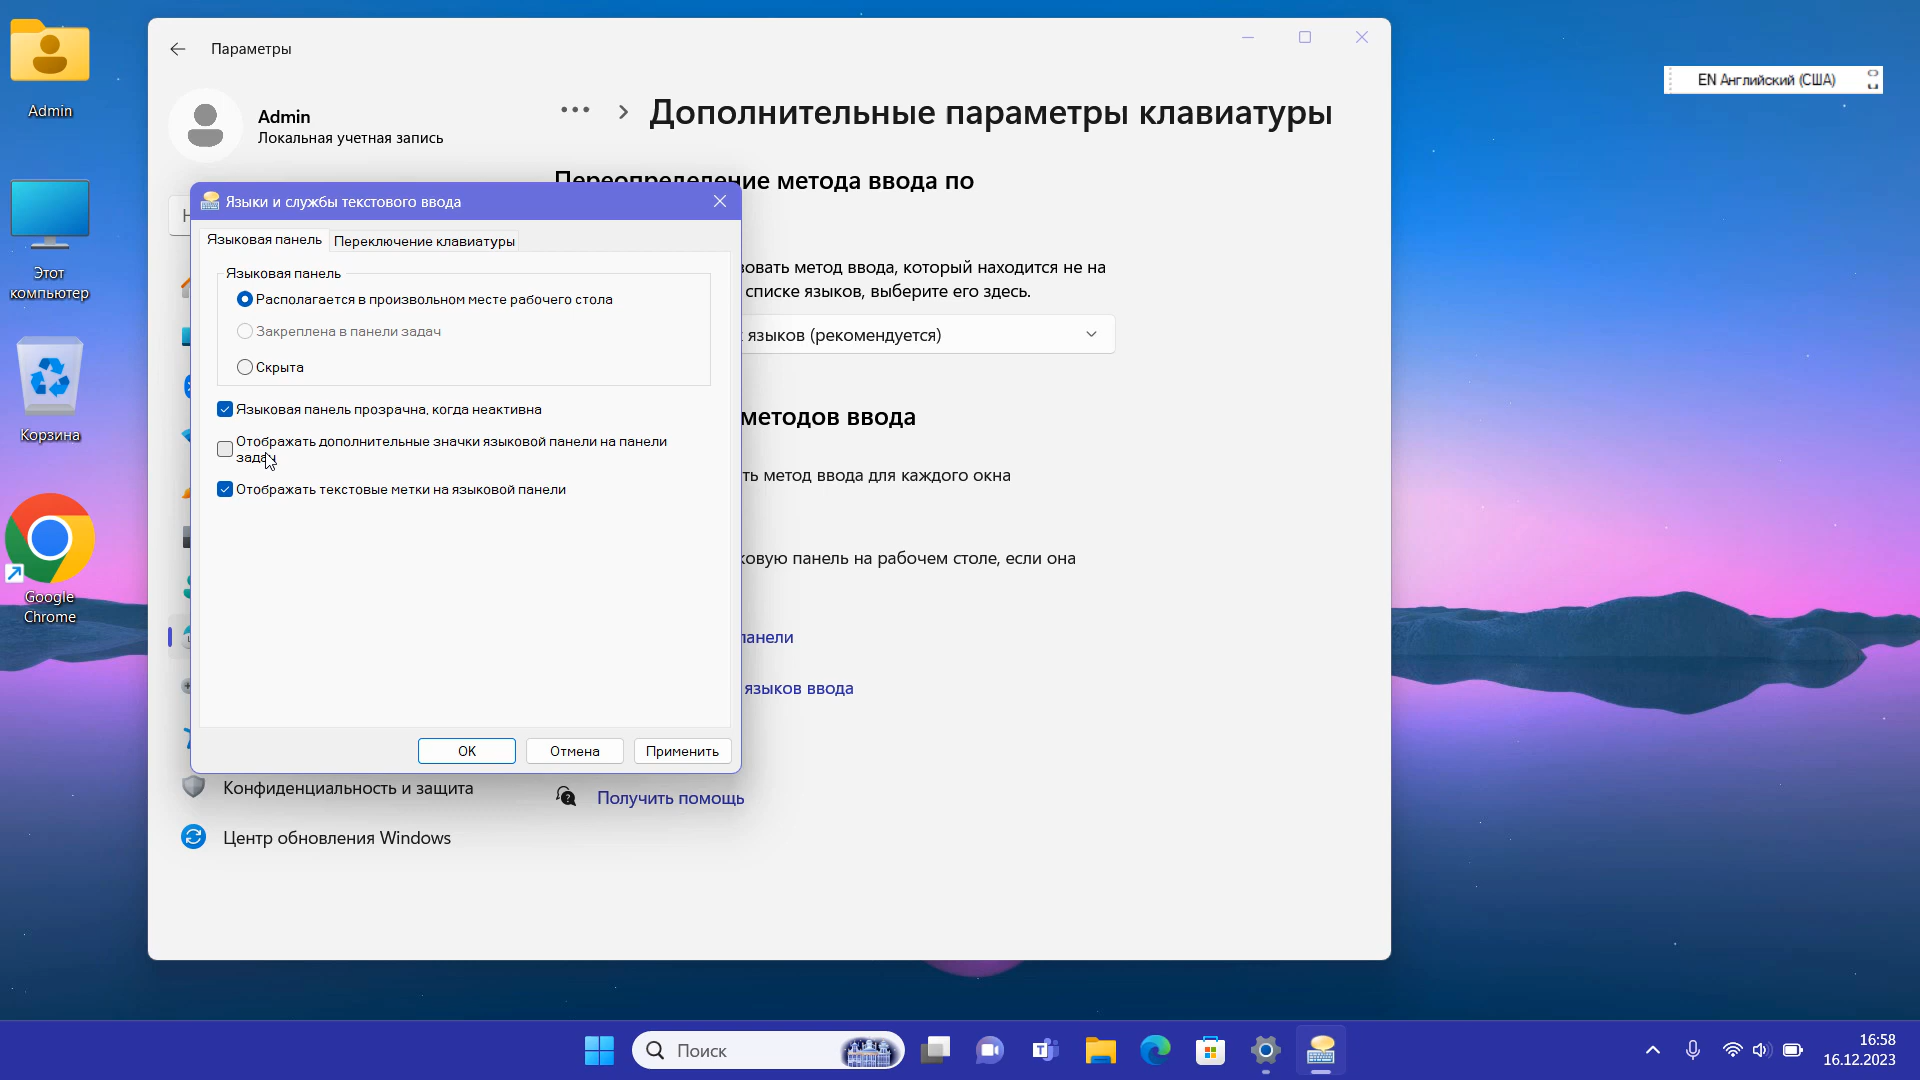 Admin
Этот
компьютер
Корзина
Google
Chrome
Параметры
Admin
Локальная учетная запись
Дополнительные параметры клавиатуры
Переопределение метода ввода по
овать метод ввода, который находится не на
списке языков, выберите его здесь.
языков (рекомендуется)
методов ввода
ть метод ввода для каждого окна
ковую панель на рабочем столе, если она
панели
языков ввода
Получить помощь
Конфиденциальность и защита
Центр обновления Windows
Языки и службы текстового ввода
Языковая панель
Переключение клавиатуры
Языковая панель
Располагается в произвольном месте рабочего стола
Закреплена в панели задач
Скрыта
Языковая панель прозрачна, когда неактивна
Отображать дополнительные значки языковой панели на панели
задач
Отображать текстовые метки на языковой панели
OK
Отмена
Применить
EN Английский (США)
Поиск
16:58
16.12.2023